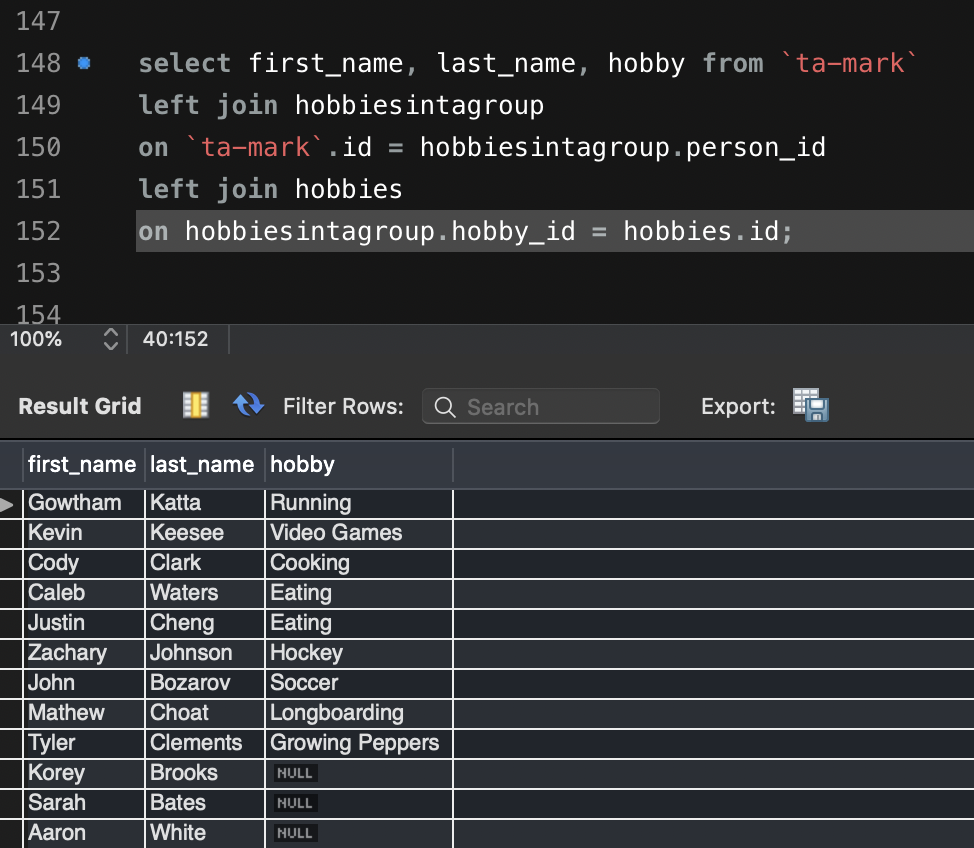 147
148 select first_name, last_name, hobby from `ta-mark`
149 left join hobbiesintagroup
150 on `ta-mark`.id = hobbiesintagroup.person_id
151 left join hobbies
152 on hobbiesintagroup.hobby_id = hobbies.id;
153
154
100% 40:152
Result Grid Filter Rows: Search Export:
first_name last_name hobby
Gowtham Katta Running
Kevin Keesee Video Games
Cody Clark Cooking
Caleb Waters Eating
Justin Cheng Eating
Zachary Johnson Hockey
John Bozarov Soccer
Mathew Choat Longboarding
Tyler Clements Growing Peppers
Korey Brooks NULL
Sarah Bates NULL
Aaron White NULL